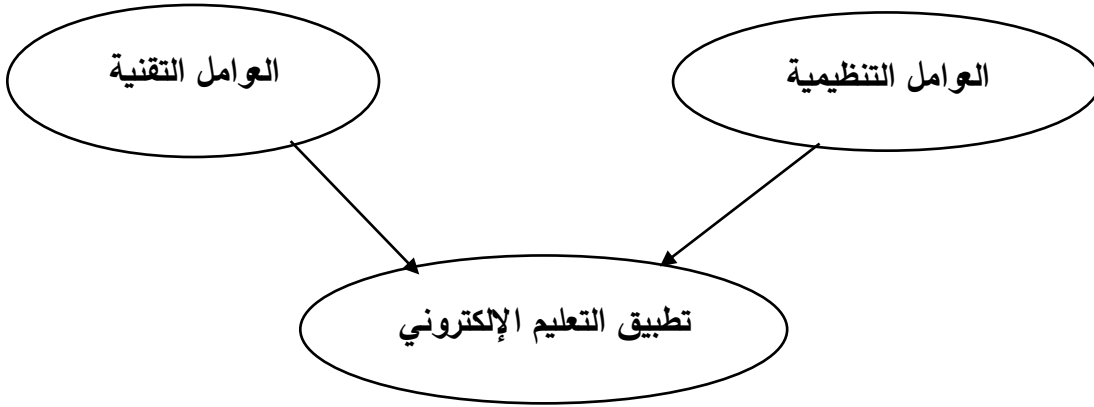 العوامل التنظيمية
العوامل التقنية
تطبيق التعليم الإلكتروني